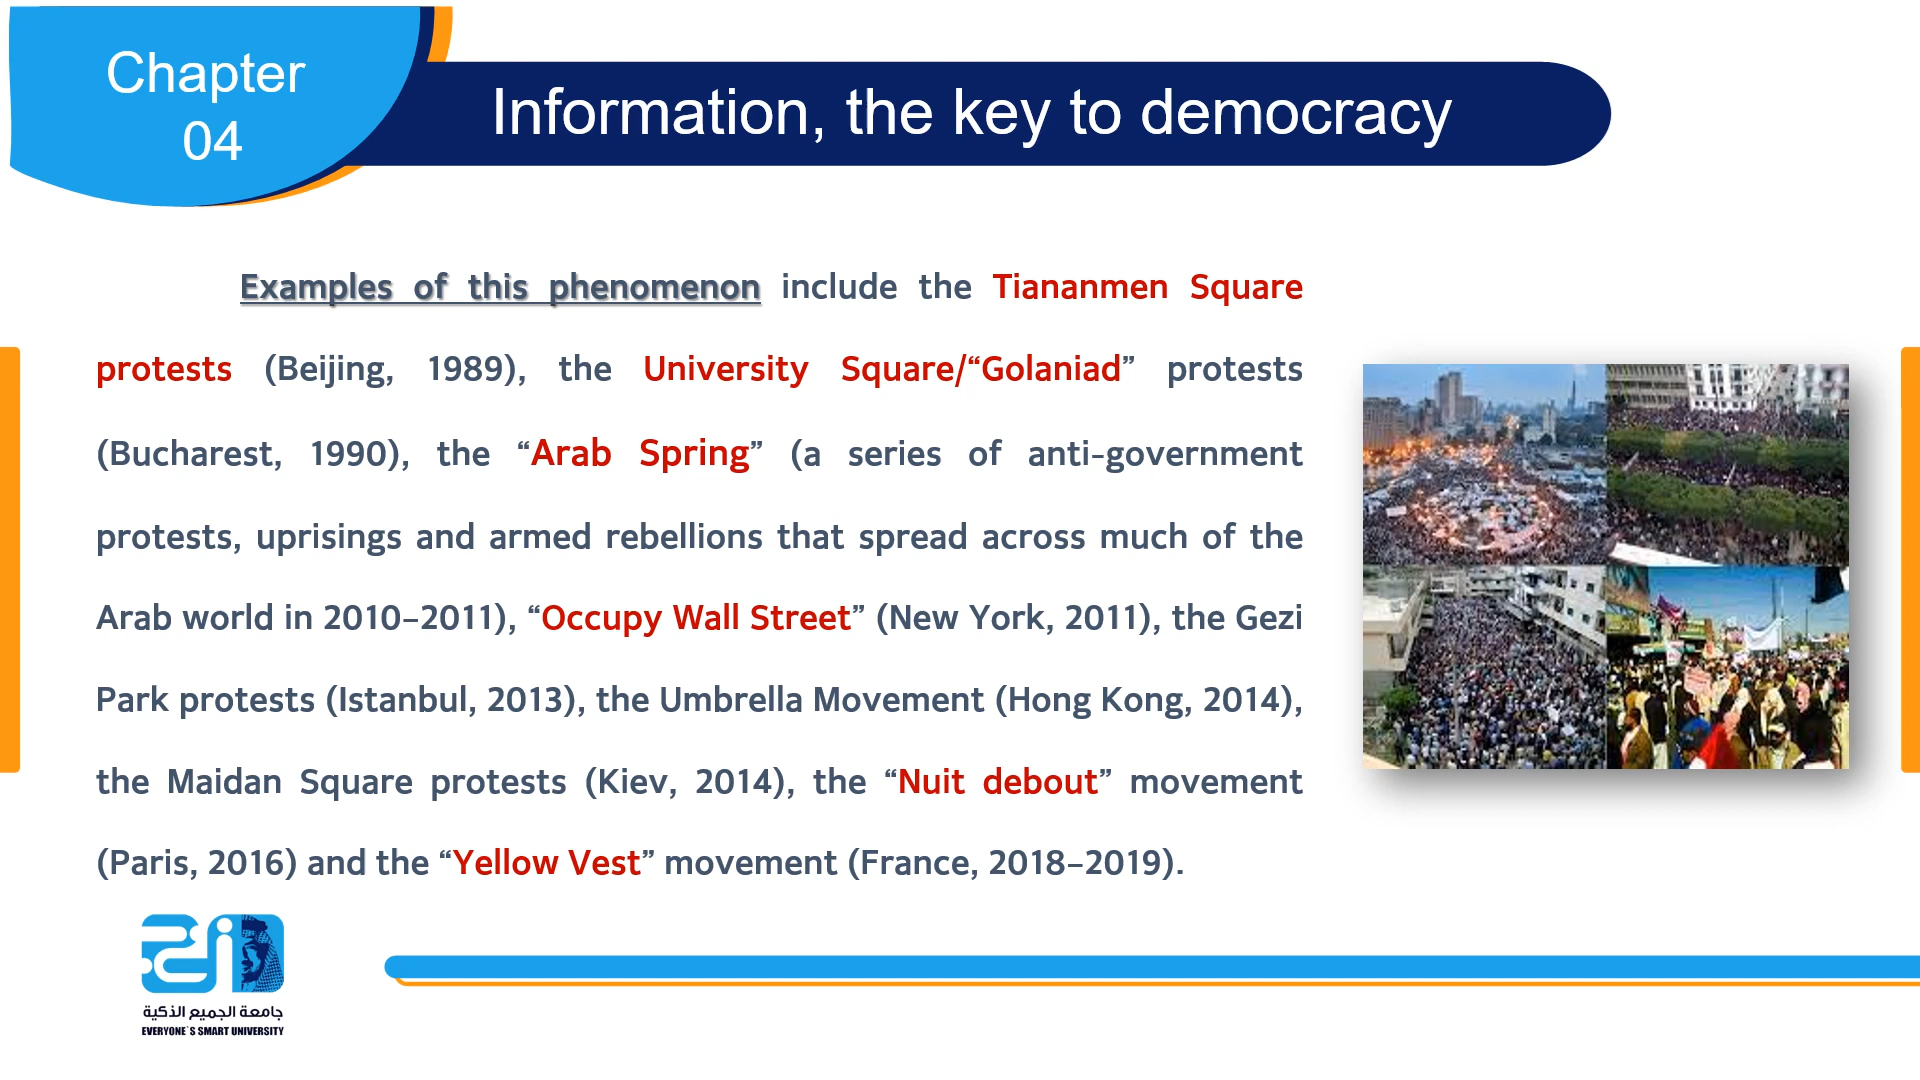 Chapter
04
Information, the key to democracy
Examples of this phenomenon include the Tiananmen Square
protests (Beijing, 1989), the University Square/“Golaniad” protests
(Bucharest, 1990), the “Arab Spring” (a series of anti-government
protests, uprisings and armed rebellions that spread across much of the
Arab world in 2010–2011), “Occupy Wall Street” (New York, 2011), the Gezi
Park protests (Istanbul, 2013), the Umbrella Movement (Hong Kong, 2014),
the Maidan Square protests (Kiev, 2014), the “Nuit debout” movement
(Paris, 2016) and the “Yellow Vest” movement (France, 2018–2019).
جامعة الجميع الذكية
EVERYONE`S SMART UNIVERSITY